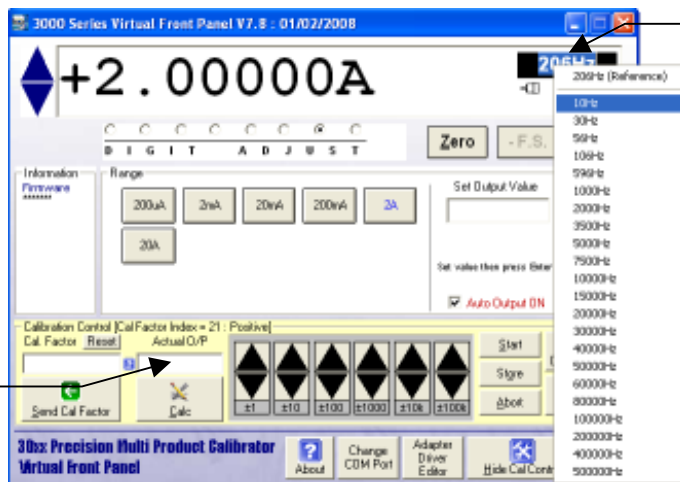 3000 Series Virtual Front Panel V7.8 : 01/02/2008
+2.00000A
206Hz
DIGIT ADJUST
Zero
- F.S.
Information
Firmware
Range
200uA
2mA
20mA
200mA
2A
20A
Set Output Value
Set value then press Enter
Auto Output ON
Calibration Control [Cal Factor Index = 21 : Positive]
Cal. Factor
Reset
Actual O/P
?
±1
±10
±100
±1000
±10k
±100k
Send Cal Factor
Calc
Start
Store
Abort
30xx Precision Multi Product Calibrator
Virtual Front Panel
?
About
Change
COM Port
Adapter
Driver
Editor
Hide Cal Cont
206Hz (Reference)
10Hz
30Hz
56Hz
106Hz
596Hz
1000Hz
2000Hz
3500Hz
5000Hz
7500Hz
10000Hz
15000Hz
20000Hz
30000Hz
40000Hz
50000Hz
60000Hz
80000Hz
100000Hz
200000Hz
400000Hz
500000Hz